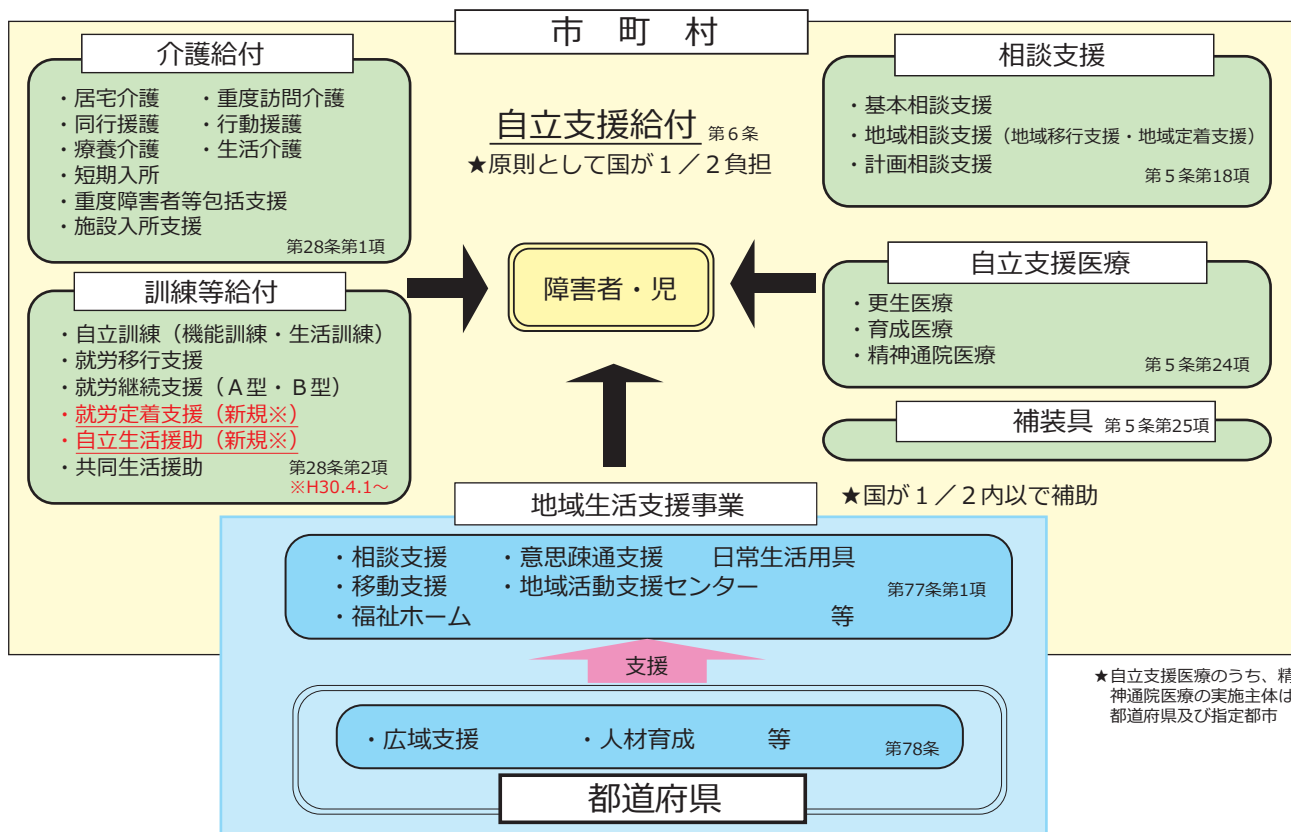 市 町 村
介護給付
・居宅介護 ・重度訪問介護
・同行援護 ・行動援護
・療養介護 ・生活介護
・短期入所
・重度障害者等包括支援
・施設入所支援
第28条第1項
訓練等給付
・自立訓練（機能訓練・生活訓練）
・就労移行支援
・就労継続支援（Ａ型・Ｂ型）
・就労定着支援（新規※）
・自立生活援助（新規※）
・共同生活援助 第28条第2項
※H30.4.1～
自立支援給付 第６条
★原則として国が１／２負担
障害者・児
相談支援
・基本相談支援
・地域相談支援（地域移行支援・地域定着支援）
・計画相談支援
第５条第18項
自立支援医療
・更生医療
・育成医療
・精神通院医療
第５条第24項
補装具 第５条第25項
★国が１／２内以で補助
地域生活支援事業
・相談支援 ・意思疎通支援 日常生活用具
・移動支援 ・地域活動支援センター 第77条第1項
・福祉ホーム 等
支援
・広域支援 ・人材育成 等 第78条
都道府県
★自立支援医療のうち、精
神通院医療の実施主体は
都道府県及び指定都市